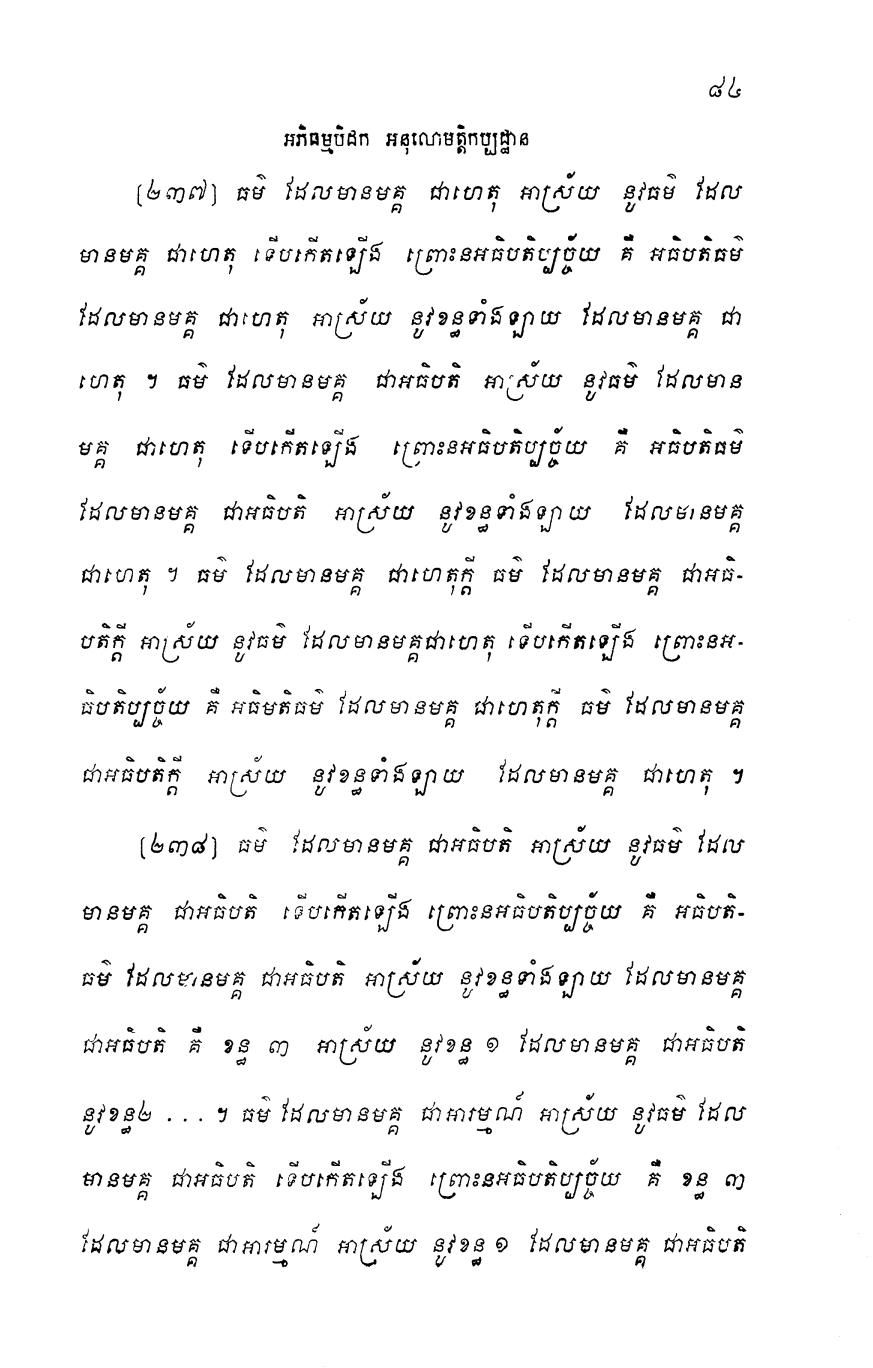 ៨៤
អភិធម្មបិដក អនុលោមត្តិកប្បដ្ឋាន
[២៣៧] ធម៌ ដែលមានមគ្គ ជាហេតុ អាស្រ័យ នូវធម៌ ដែល
មានមគ្គ ជាហេតុ ទើបកើតឡើង ព្រោះនអធិបតិប្បច្ច័យ គឺ អធិបតិធម៌
ដែលមានមគ្គ ជាហេតុ អាស្រ័យ នូវខន្ធទាំងឡាយ ដែលមានមគ្គ ជា
ហេតុ ។ ធម៌ ដែលមានមគ្គ ជាអធិបតិ អាស្រ័យ នូវធម៌ ដែលមាន
មគ្គ ជាហេតុ ទើបកើតឡើង ព្រោះនអធិបតិប្បច្ច័យ គឺ អធិបតិធម៌
ដែលមានមគ្គ ជាអធិបតិ អាស្រ័យ នូវខន្ធទាំងឡាយ ដែលមានមគ្គ
ជាហេតុ ។ ធម៌ ដែលមានមគ្គ ជាហេតុក្តី ធម៌ ដែលមានមគ្គ ជាអធិ-
បតិក្តី អាស្រ័យ នូវធម៌ ដែលមានមគ្គជាហេតុ ទើបកើតឡើង ព្រោះនអ-
ធិបតិប្បច្ច័យ គឺ អធិមតិធម៌ ដែលមានមគ្គ ជាហេតុក្តី ធម៌ ដែលមានមគ្គ
ជាអធិបតិក្តី អាស្រ័យ នូវខន្ធទាំងឡាយ ដែលមានមគ្គ ជាហេតុ ។
[២៣៨] ធម៌ ដែលមានមគ្គ ជាអធិបតិ អាស្រ័យ នូវធម៌ ដែល
មានមគ្គ ជាអធិបតិ ទើបកើតឡើង ព្រោះនអធិបតិប្បច្ច័យ គឺ អធិបតិ-
ធម៌ ដែលមានមគ្គ ជាអធិបតិ អាស្រ័យ នូវខន្ធទាំងឡាយ ដែលមានមគ្គ
ជាអធិបតិ គឺ ខន្ធ ៣ អាស្រ័យ នូវខន្ធ ១ ដែលមានមគ្គ ជាអធិបតិ
នូវខន្ធ២ ... ។ ធម៌ ដែលមានមគ្គ ជាអារម្មណ៍ អាស្រ័យ នូវធម៌ ដែល
មានមគ្គ ជាអធិបតិ ទើបកើតឡើង ព្រោះនអធិបតិប្បច្ច័យ គឺ ខន្ធ ៣
ដែលមានមគ្គ ជាអារម្មណ៍ អាស្រ័យ នូវខន្ធ ១ ដែលមានមគ្គ ជាអធិបតិ